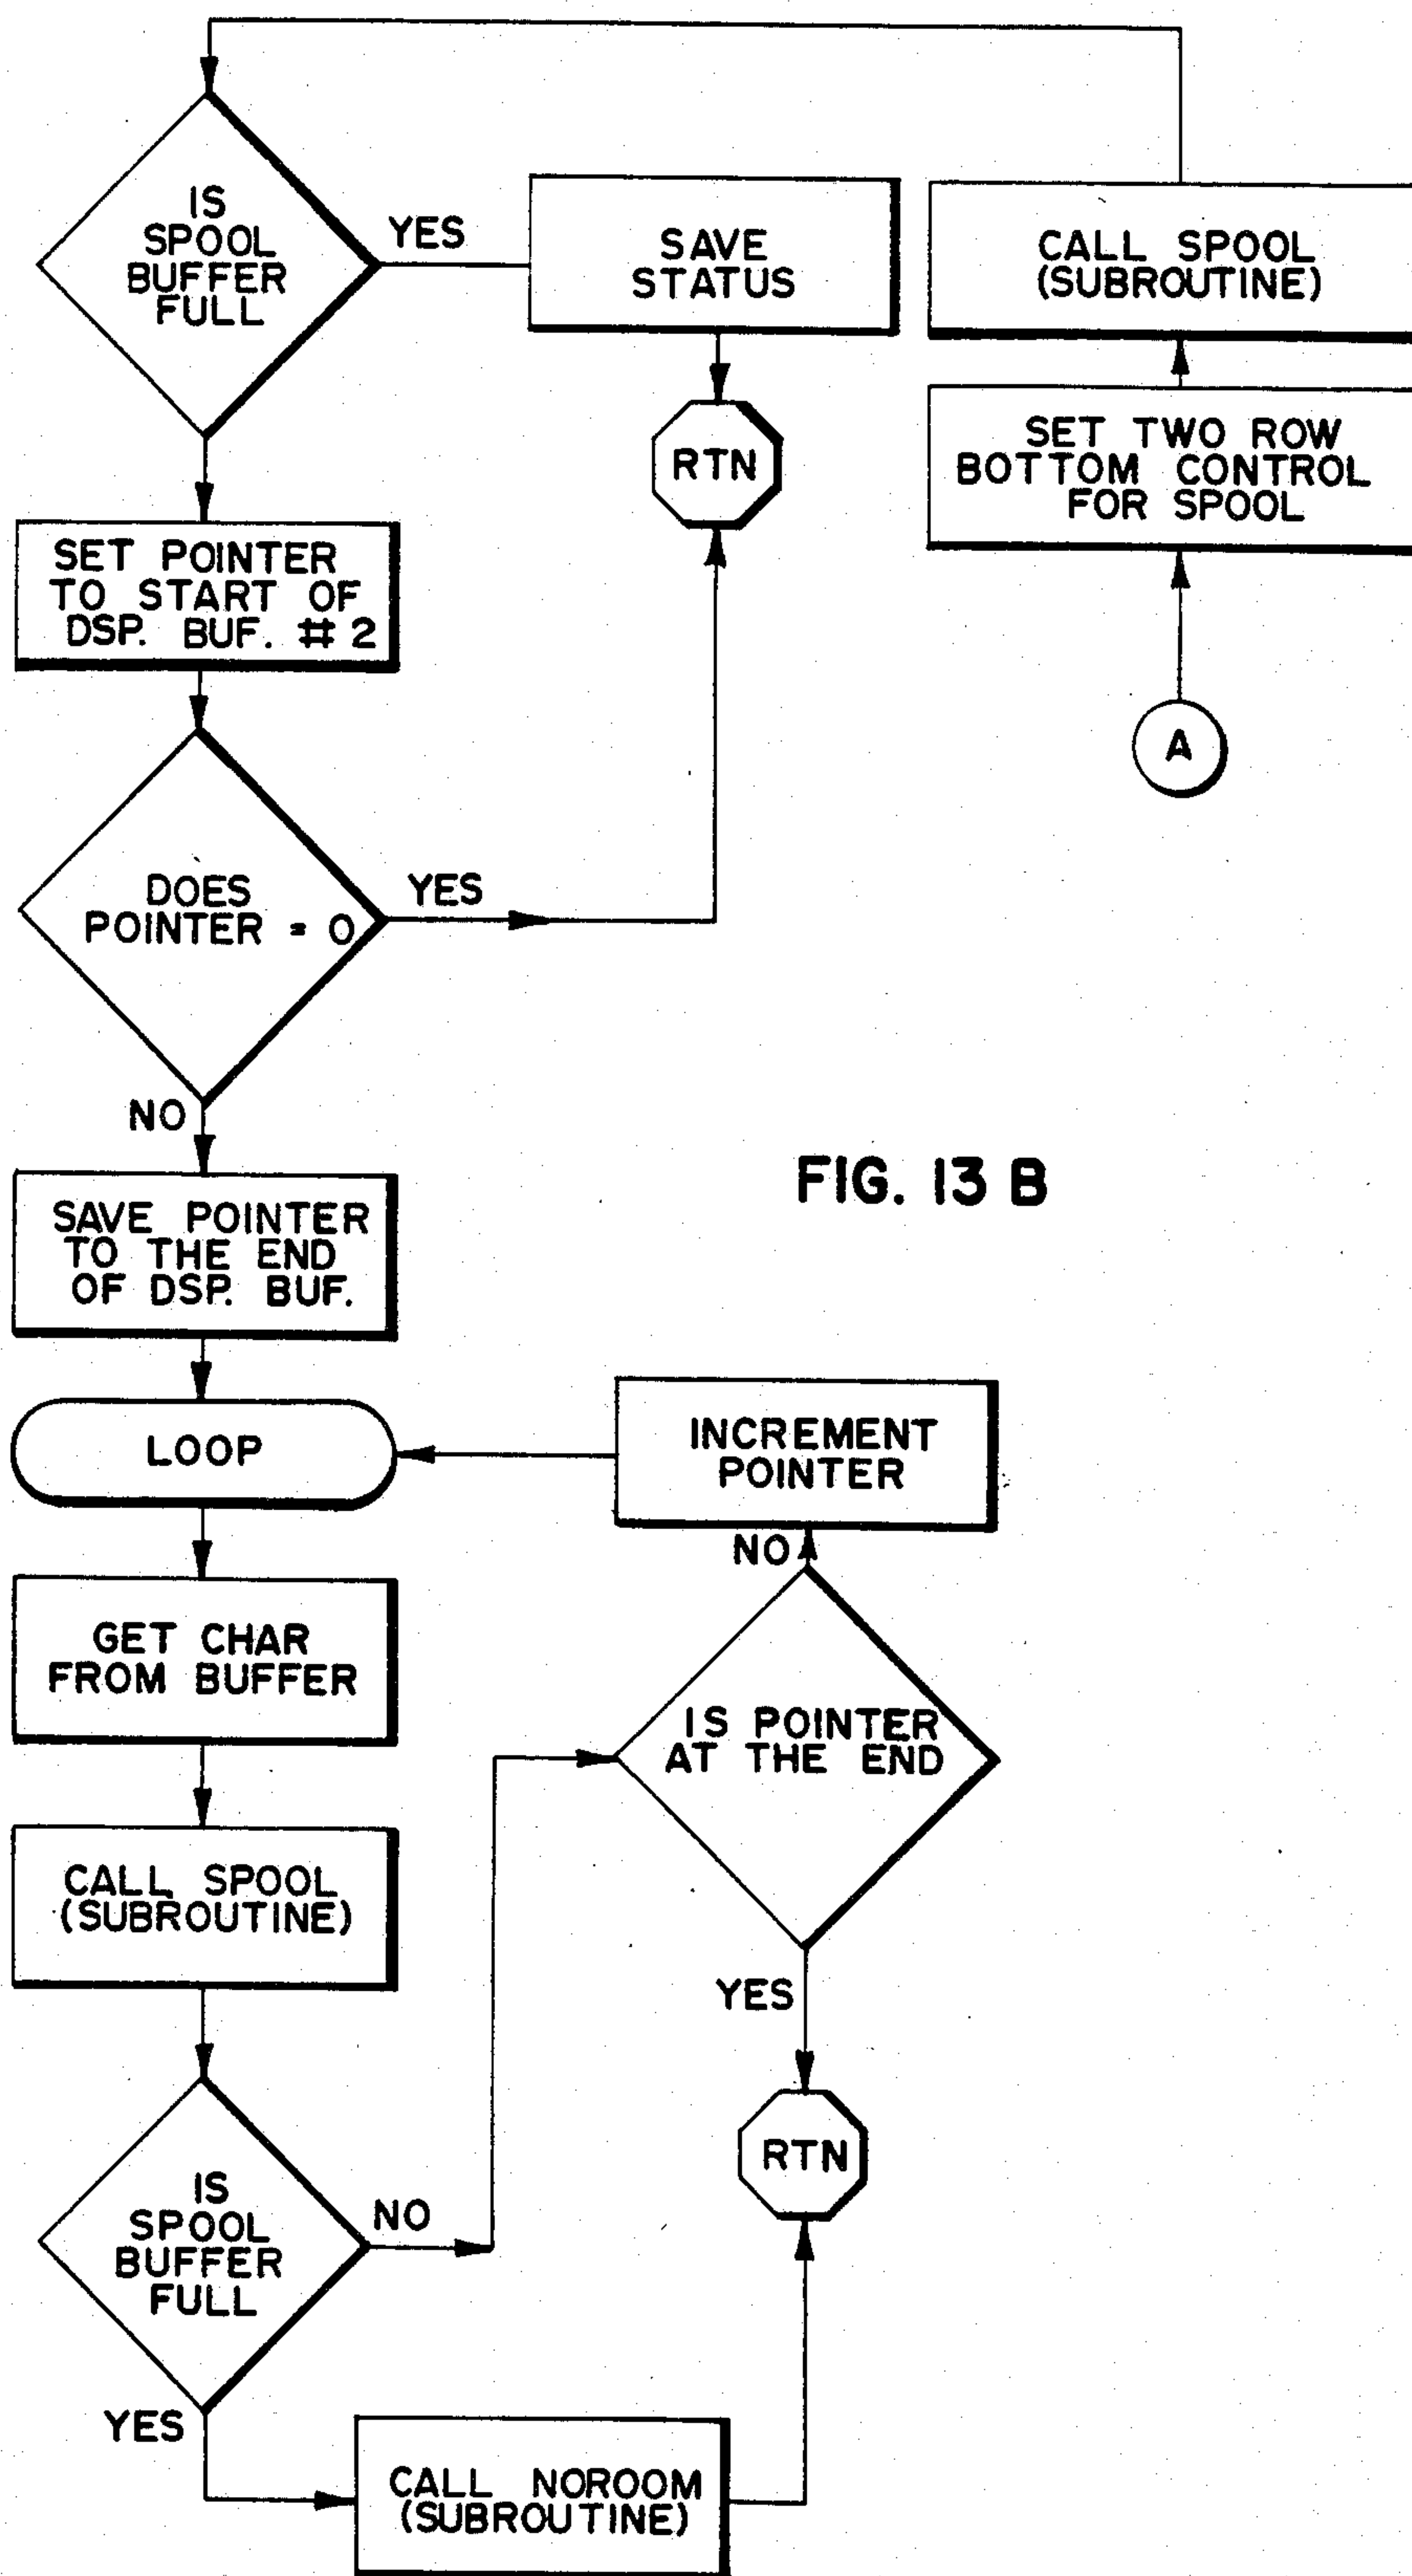 IS
SPOOL
BUFFER
FULL
YES
SAVE
STATUS
RTN
CALL SPOOL
(SUBROUTINE)
SET TWO ROW
BOTTOM CONTROL
FOR SPOOL
A
SET POINTER
TO START OF
DSP. BUF. # 2
DOES
POINTER = 0
YES
NO
FIG. 13 B
SAVE POINTER
TO THE END
OF DSP. BUF.
LOOP
INCREMENT
POINTER
NO
GET CHAR
FROM BUFFER
IS POINTER
AT THE END
CALL SPOOL
(SUBROUTINE)
YES
RTN
IS
SPOOL
BUFFER
FULL
NO
YES
CALL NOROOM
(SUBROUTINE)